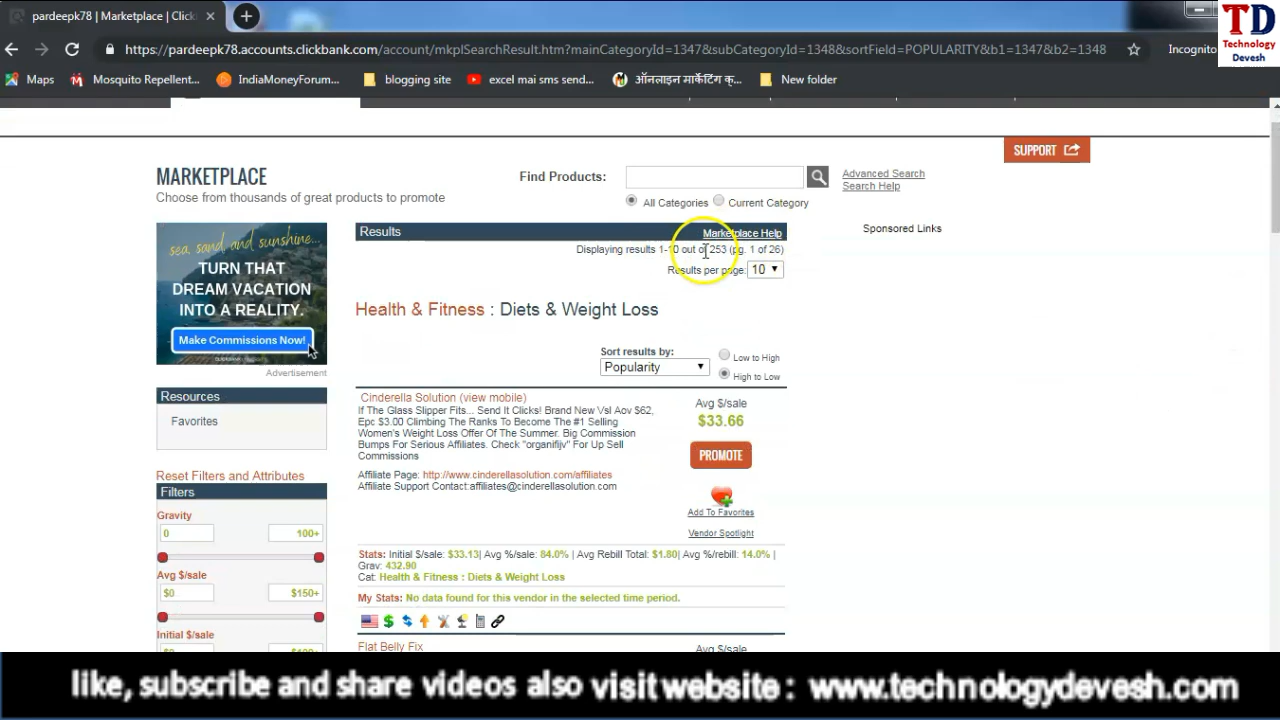 pardeepk78 | Marketplace | Click
TD
Technology
Devesh
https://pardeepk78.accounts.clickbank.com/account/mkplSearchResult.htm?mainCategoryId=1347&subCategoryId=1348&sortField=POPULARITY&b1=1347&b2=1348
Incognito
Maps
Mosquito Repellent...
IndiaMoneyForum...
blogging site
excel mai sms send...
ऑनलाइन मार्केटिंग क्...
New folder
SUPPORT
MARKETPLACE
Choose from thousands of great products to promote
Find Products:
Advanced Search
Search Help
All Categories
Current Category
sea, sand and sunshine...
TURN THAT
DREAM VACATION
INTO A REALITY.
Make Commissions Now!
CLICKBANK
Advertisement
Results
Marketplace Help
Displaying results 1-10 out of 253 (pg. 1 of 26)
Results per page: 10
Sponsored Links
Health & Fitness : Diets & Weight Loss
Sort results by:
Popularity
Low to High
High to Low
Resources
Favorites
Reset Filters and Attributes
Filters
Gravity
0 100+
Avg $/sale
$0 $150+
Initial $/sale
Cinderella Solution (view mobile)
If The Glass Slipper Fits... Send It Clicks! Brand New Vsl Aov $62,
Epc $3.00 Climbing The Ranks To Become The #1 Selling
Women's Weight Loss Offer Of The Summer. Big Commission
Bumps For Serious Affiliates. Check "organifijv" For Up Sell
Commissions
Affiliate Page: http://www.cinderellasolution.com/affiliates
Affiliate Support Contact:affiliates@cinderellasolution.com
Avg $/sale
$33.66
PROMOTE
Add To Favorites
Vendor Spotlight
Stats: Initial $/sale: $33.13| Avg %/sale: 84.0% | Avg Rebill Total: $1.80| Avg %/rebill: 14.0% |
Grav: 432.90
Cat: Health & Fitness : Diets & Weight Loss
My Stats: No data found for this vendor in the selected time period.
Flat Belly Fix
Avg $/sale
like, subscribe and share videos also visit website : www.technologydevesh.com